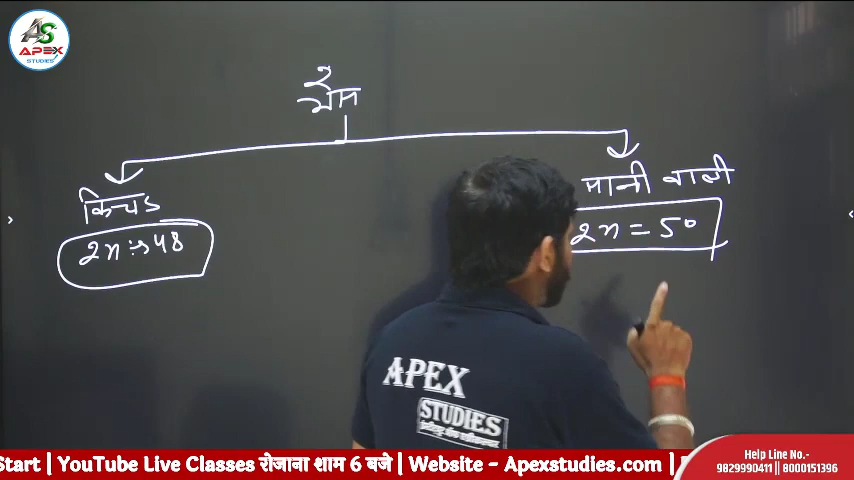 AS
APEX
STUDIES
2
भैंस
किचड
2n ⇒ 48
पानी वाली
2n = 50
APEX
STUDIES
Start | YouTube Live Classes रोजाना शाम 6 बजे | Website - Apexstudies.com |
Help Line No.-
9829990411 || 8000151396